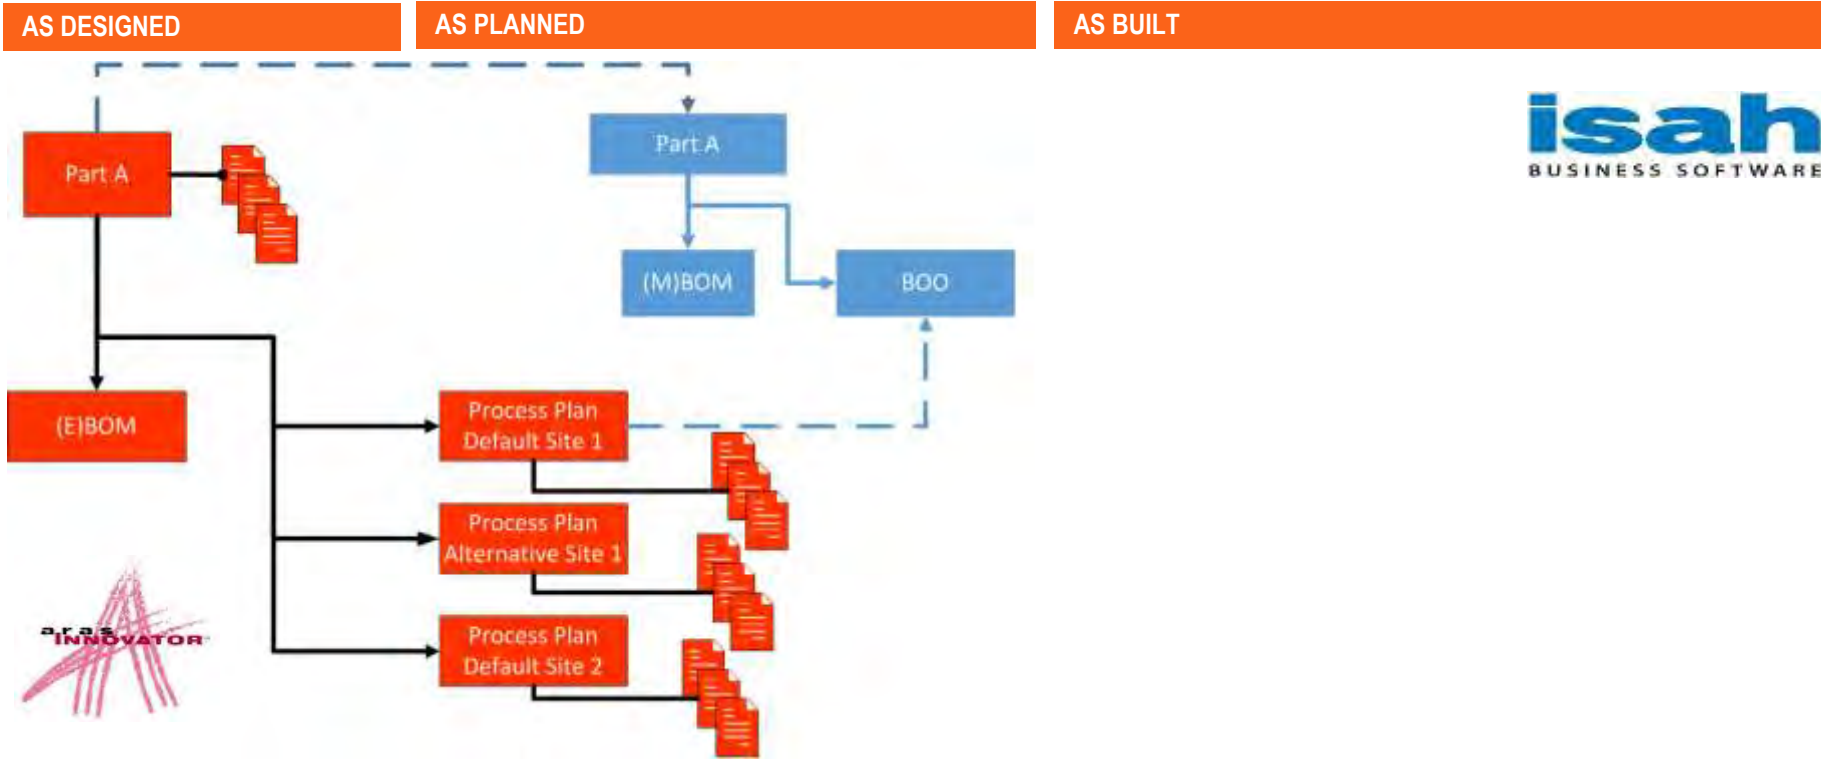 AS DESIGNED
AS PLANNED
AS BUILT
isah
BUSINESS SOFTWARE
Part A
Part A
(M)BOM
BOO
(E)BOM
Process Plan
Default Site 1
Process Plan
Alternative Site 1
Process Plan
Default Site 2
aras
INNOVATOR